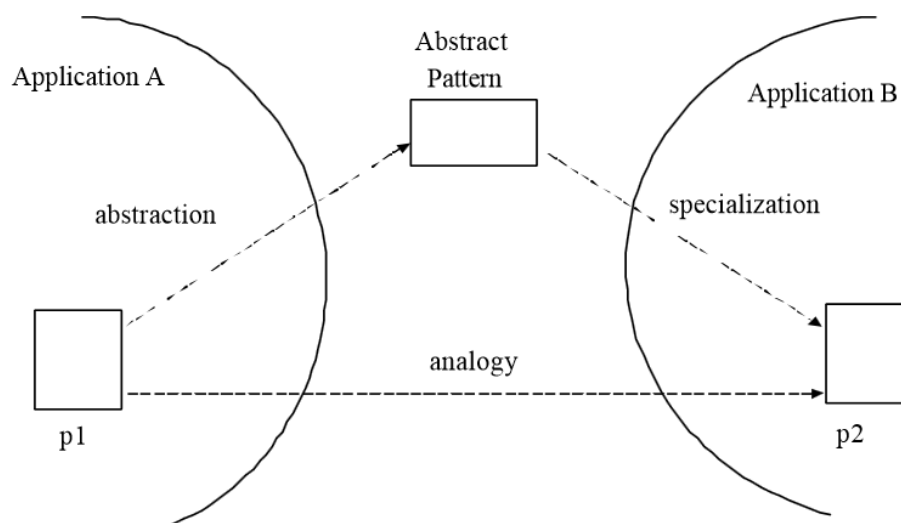 Abstract
Pattern
Application A
Application B
abstraction
specialization
analogy
p1
p2